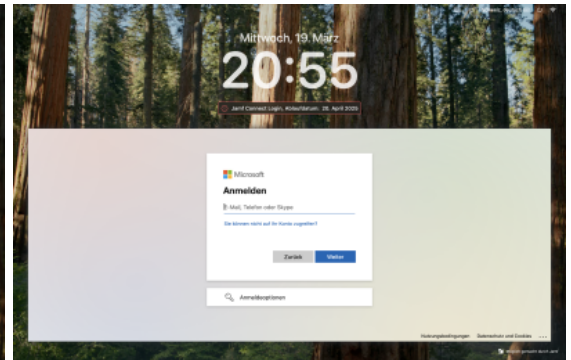 Mittwoch, 19. März
20:55
Jamf Connect Login, Ablaufdatum: 25. April 2025
Microsoft
Anmelden
E-Mail, Telefon oder Skype
Sie können nicht auf Ihr Konto zugreifen?
Zurück
Weiter
Anmeldeoptionen
Nutzungsbedingungen
Datenschutz und Cookies
...